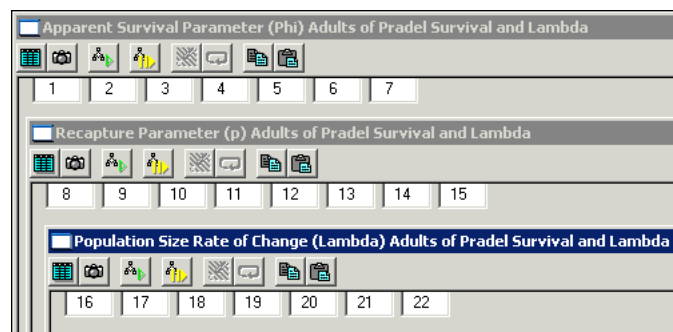 Apparent Survival Parameter (Phi) Adults of Pradel Survival and Lambda
1 2 3 4 5 6 7
Recapture Parameter (p) Adults of Pradel Survival and Lambda
8 9 10 11 12 13 14 15
Population Size Rate of Change (Lambda) Adults of Pradel Survival and Lambda
16 17 18 19 20 21 22